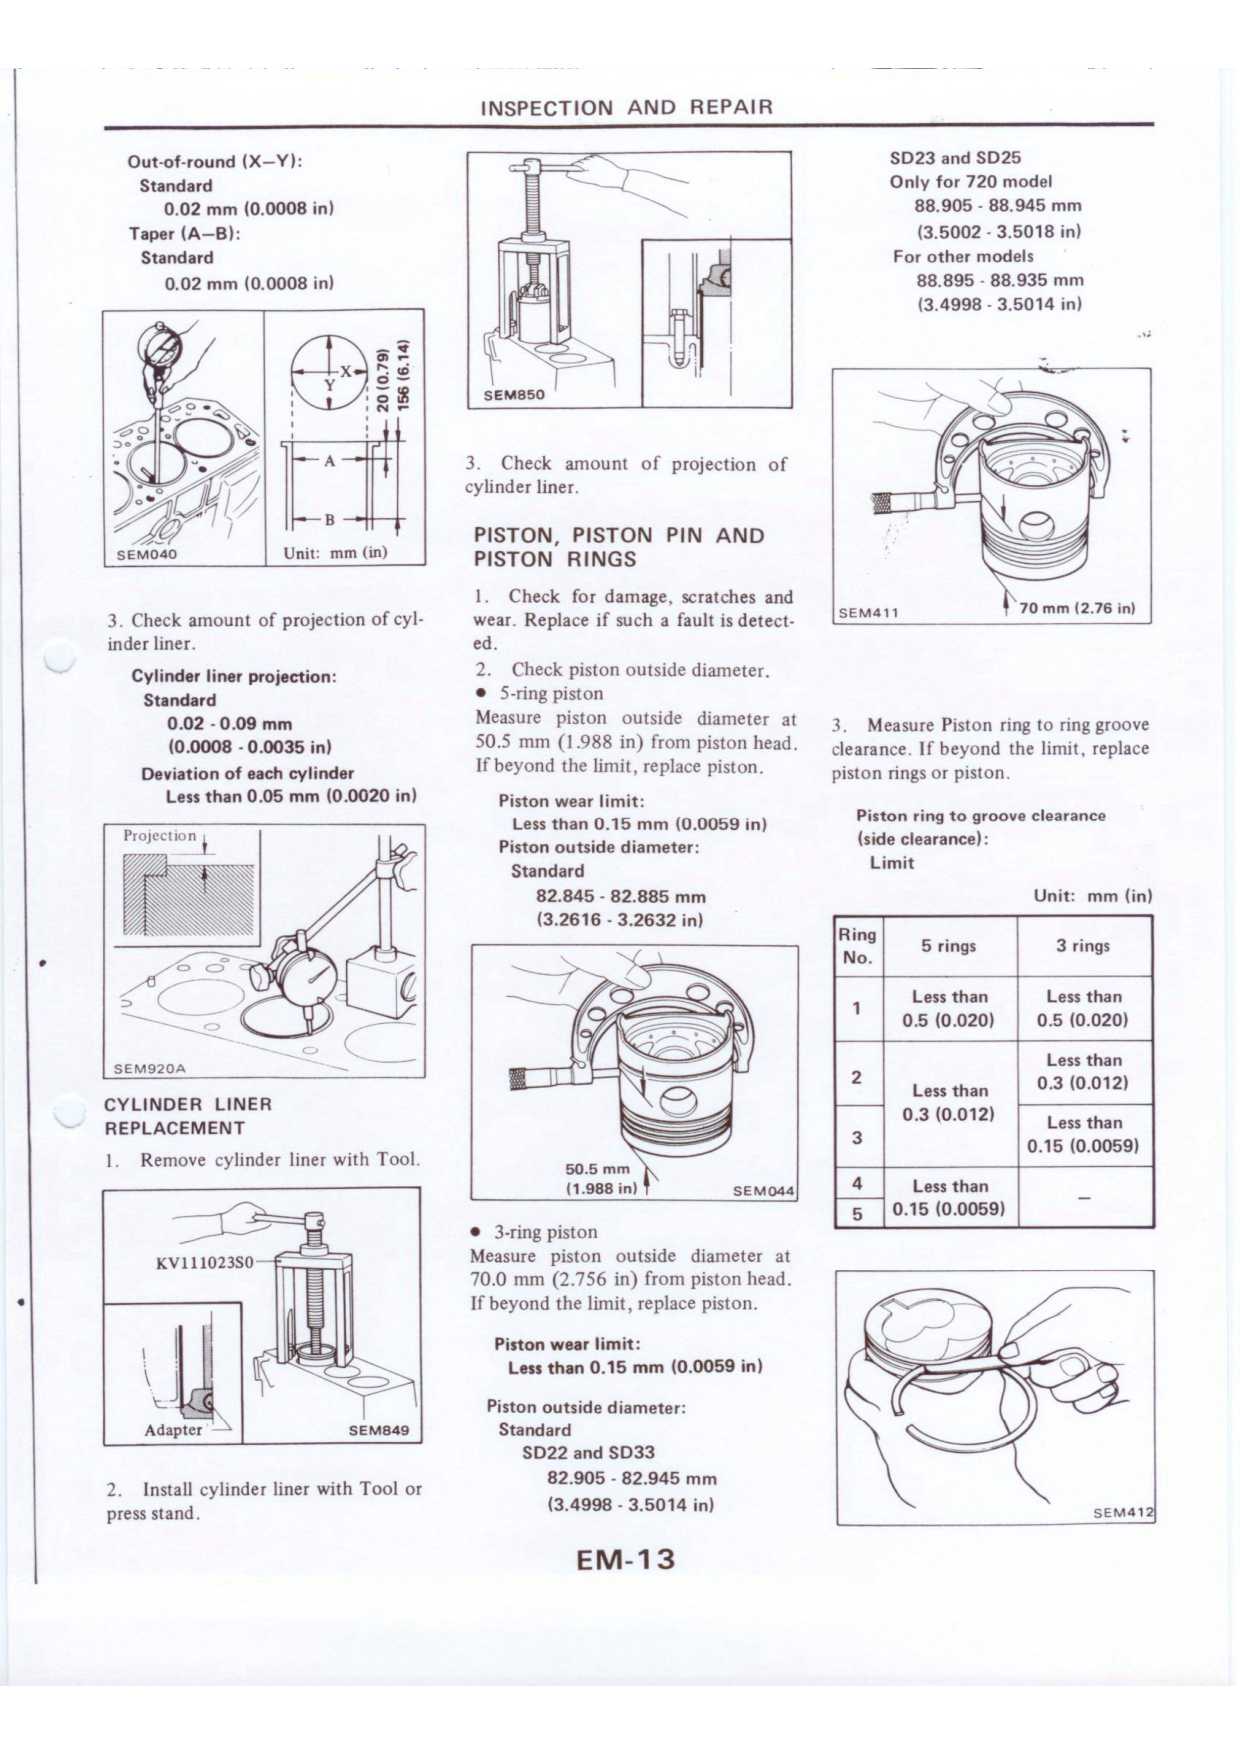 INSPECTION AND REPAIR
Out-of-round (X–Y):
Standard
0.02 mm (0.0008 in)
Taper (A–B):
Standard
0.02 mm (0.0008 in)
X
Y
20 (0.79)
156 (6.14)
A
B
SEM040
Unit: mm (in)
3. Check amount of projection of cyl-
inder liner.
Cylinder liner projection:
Standard
0.02 - 0.09 mm
(0.0008 - 0.0035 in)
Deviation of each cylinder
Less than 0.05 mm (0.0020 in)
Projection
SEM920A
CYLINDER LINER
REPLACEMENT
1. Remove cylinder liner with Tool.
KV111023S0
Adapter
SEM849
2. Install cylinder liner with Tool or
press stand.
SEM850
3. Check amount of projection of
cylinder liner.
PISTON, PISTON PIN AND
PISTON RINGS
1. Check for damage, scratches and
wear. Replace if such a fault is detect-
ed.
2. Check piston outside diameter.
● 5-ring piston
Measure piston outside diameter at
50.5 mm (1.988 in) from piston head.
If beyond the limit, replace piston.
Piston wear limit:
Less than 0.15 mm (0.0059 in)
Piston outside diameter:
Standard
82.845 - 82.885 mm
(3.2616 - 3.2632 in)
50.5 mm
(1.988 in)
SEM044
● 3-ring piston
Measure piston outside diameter at
70.0 mm (2.756 in) from piston head.
If beyond the limit, replace piston.
Piston wear limit:
Less than 0.15 mm (0.0059 in)
Piston outside diameter:
Standard
SD22 and SD33
82.905 - 82.945 mm
(3.4998 - 3.5014 in)
SD23 and SD25
Only for 720 model
88.905 - 88.945 mm
(3.5002 - 3.5018 in)
For other models
88.895 - 88.935 mm
(3.4998 - 3.5014 in)
SEM411
70 mm (2.76 in)
3. Measure Piston ring to ring groove
clearance. If beyond the limit, replace
piston rings or piston.
Piston ring to groove clearance
(side clearance):
Limit
Unit: mm (in)
Ring
No.
5 rings
3 rings
1
Less than
0.5 (0.020)
Less than
0.5 (0.020)
2
Less than
0.3 (0.012)
Less than
0.3 (0.012)
3
Less than
0.15 (0.0059)
4
Less than
0.15 (0.0059)
–
5
SEM412
EM-13